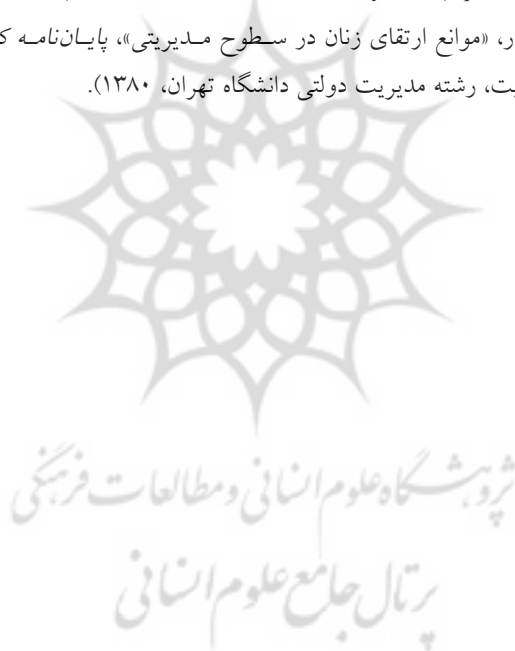 ر، «موانع ارتقای زنان در سطوح مدیریتی»، پایان‌نامه ک
یت، رشته مدیریت دولتی دانشگاه تهران، ۱۳۸۰).
پژوهشگاه علوم انسانی و مطالعات فرهنگی
پرتال جامع علوم انسانی